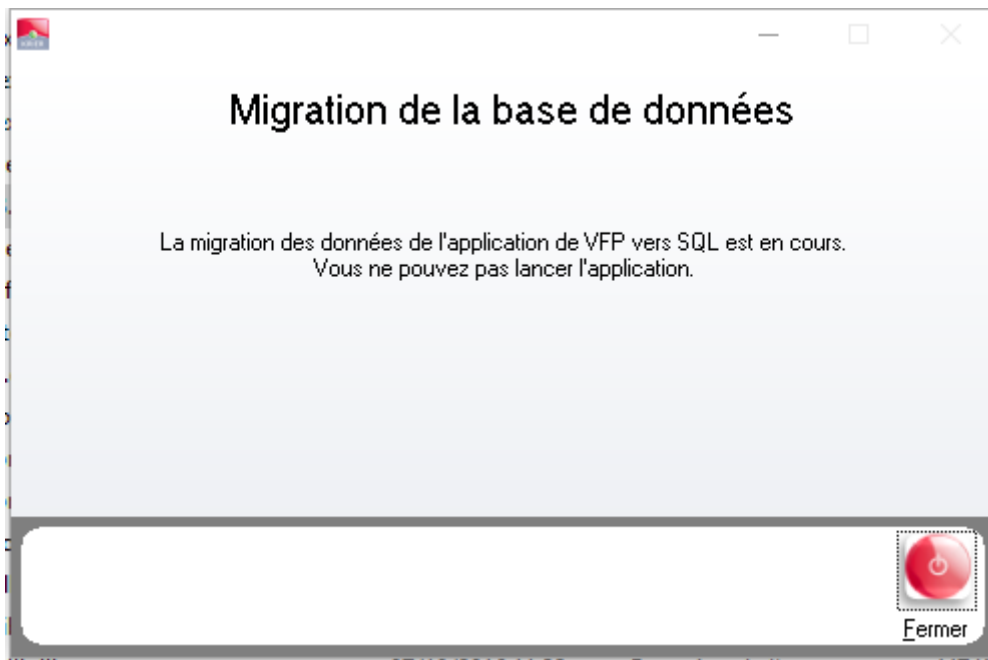 Migration de la base de données
La migration des données de l'application de VFP vers SQL est en cours.
Vous ne pouvez pas lancer l'application.
Fermer